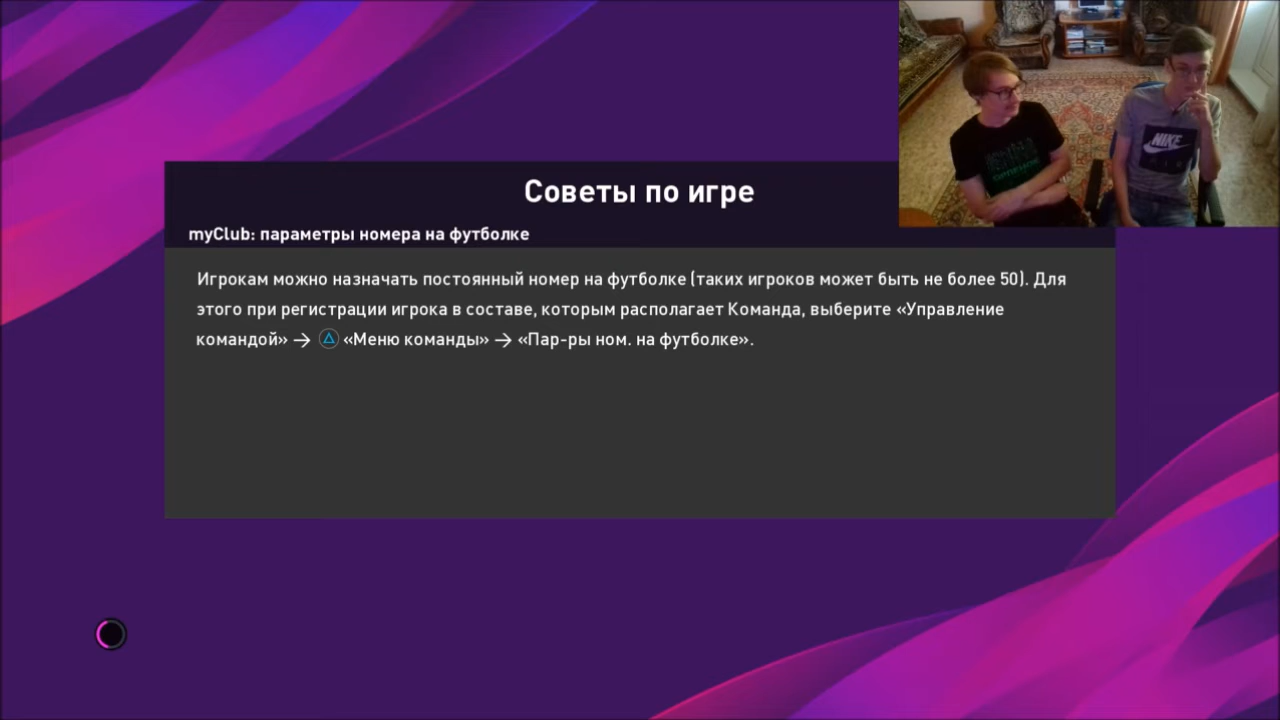 Советы по игре
myClub: параметры номера на футболке
Игрокам можно назначать постоянный номер на футболке (таких игроков может быть не более 50). Для
этого при регистрации игрока в составе, которым располагает Команда, выберите «Управление
командой» → «Меню команды» → «Пар-ры ном. на футболке».
NIKE